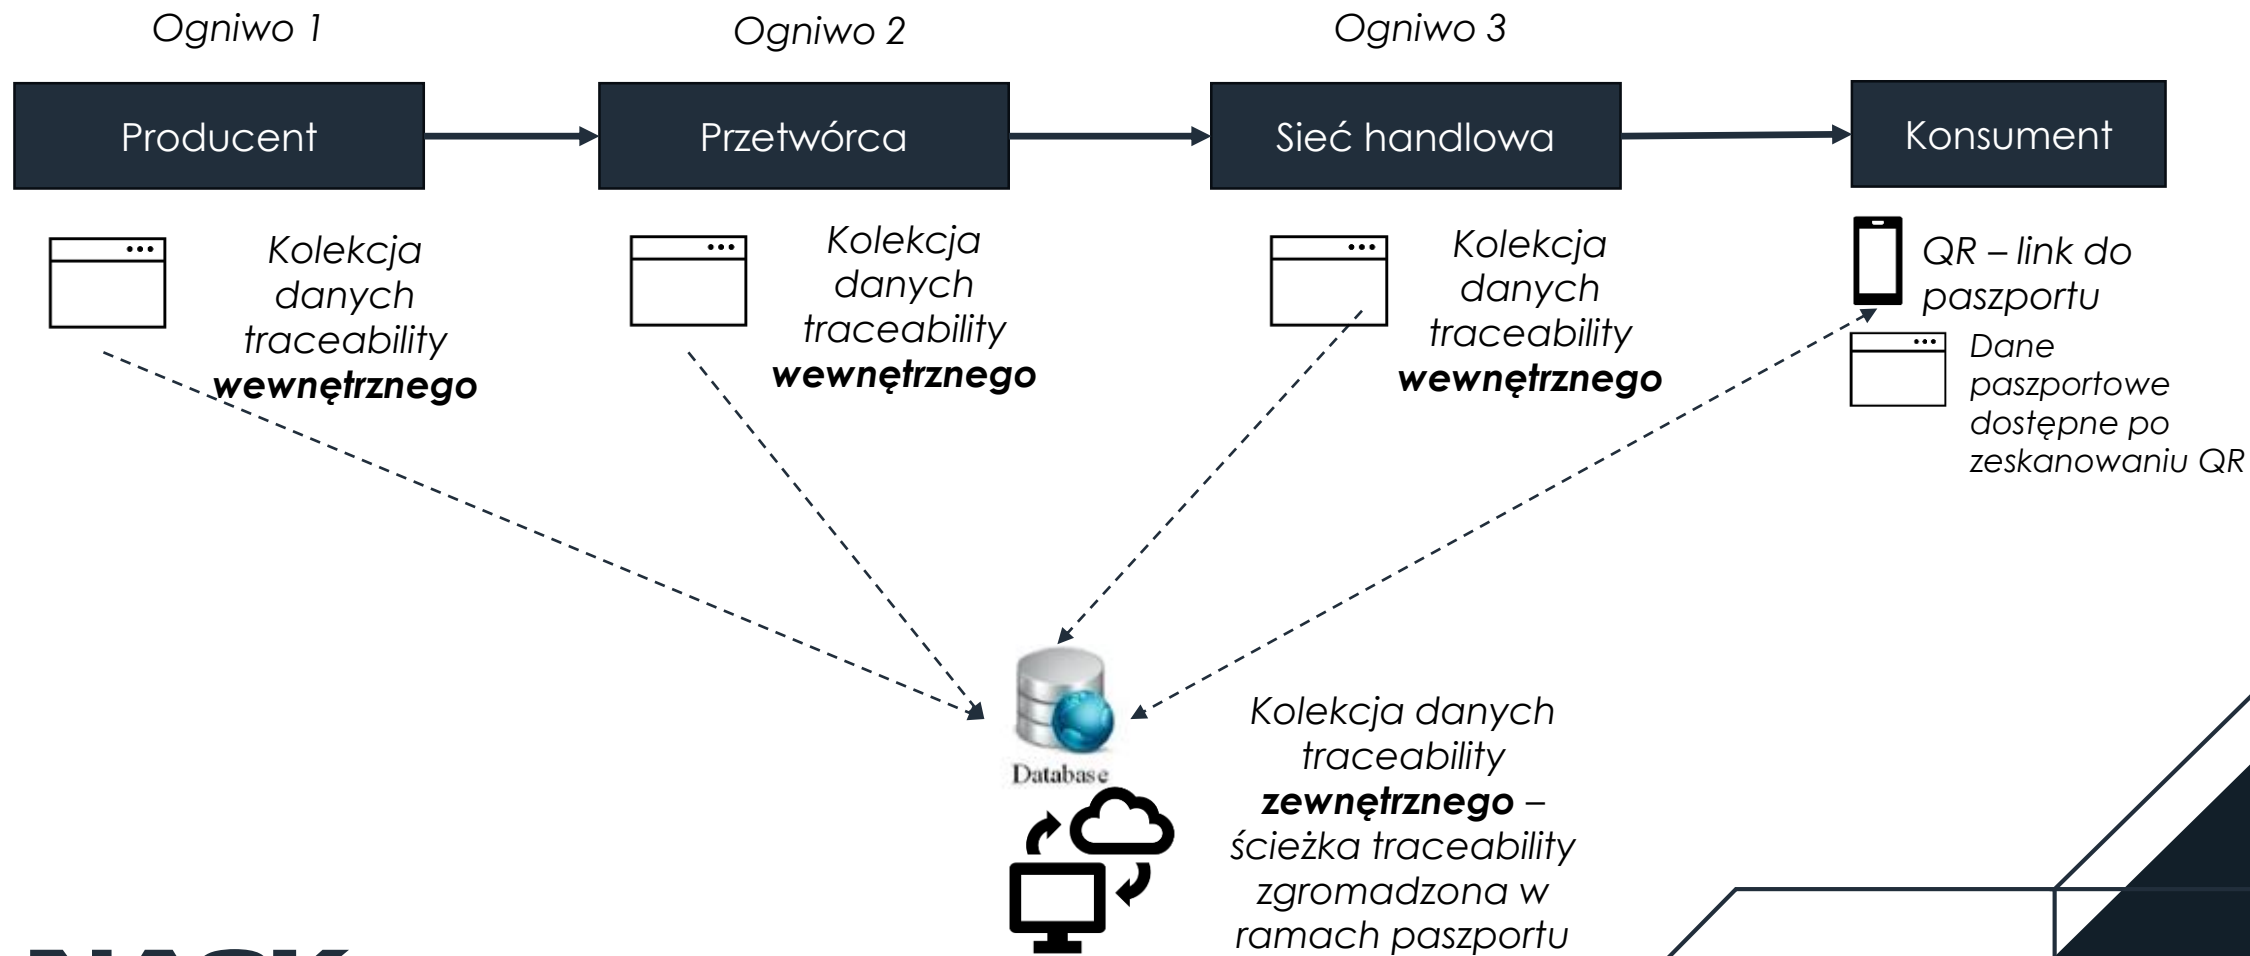 Ogniwo 1
Ogniwo 2
Ogniwo 3
Producent
Przetwórca
Sieć handlowa
Konsument
Kolekcja
danych
traceability
wewnętrznego
Kolekcja
danych
traceability
wewnętrznego
Kolekcja
danych
traceability
wewnętrznego
QR – link do
paszportu
Dane
paszportowe
dostępne po
zeskanowaniu QR
Database
Kolekcja danych
traceability
zewnętrznego –
ścieżka traceability
zgromadzona w
ramach paszportu
NASK